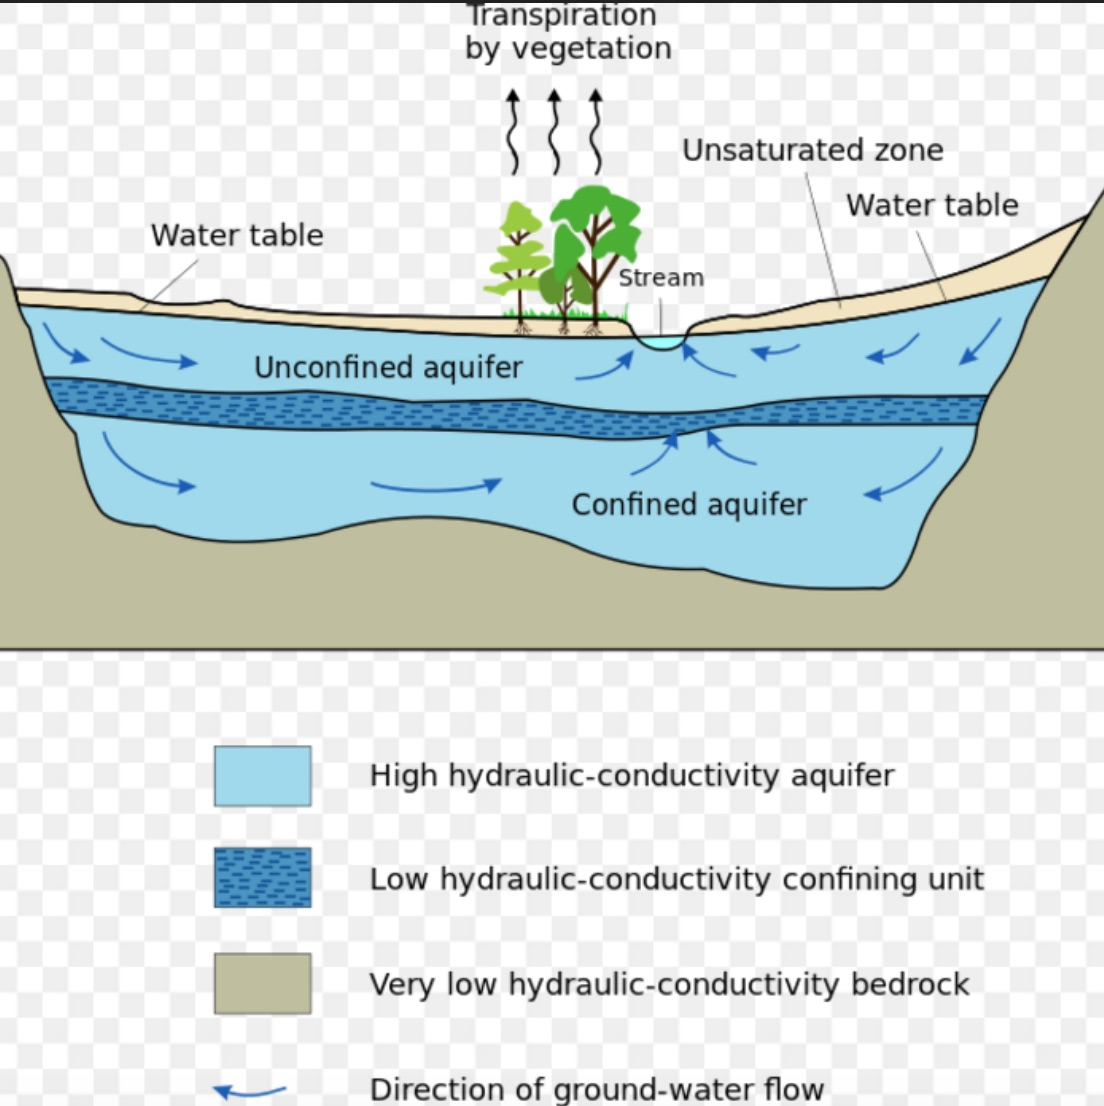 Transpiration
by vegetation
Unsaturated zone
Water table
Water table
Stream
Unconfined aquifer
Confined aquifer
High hydraulic-conductivity aquifer
Low hydraulic-conductivity confining unit
Very low hydraulic-conductivity bedrock
Direction of ground-water flow